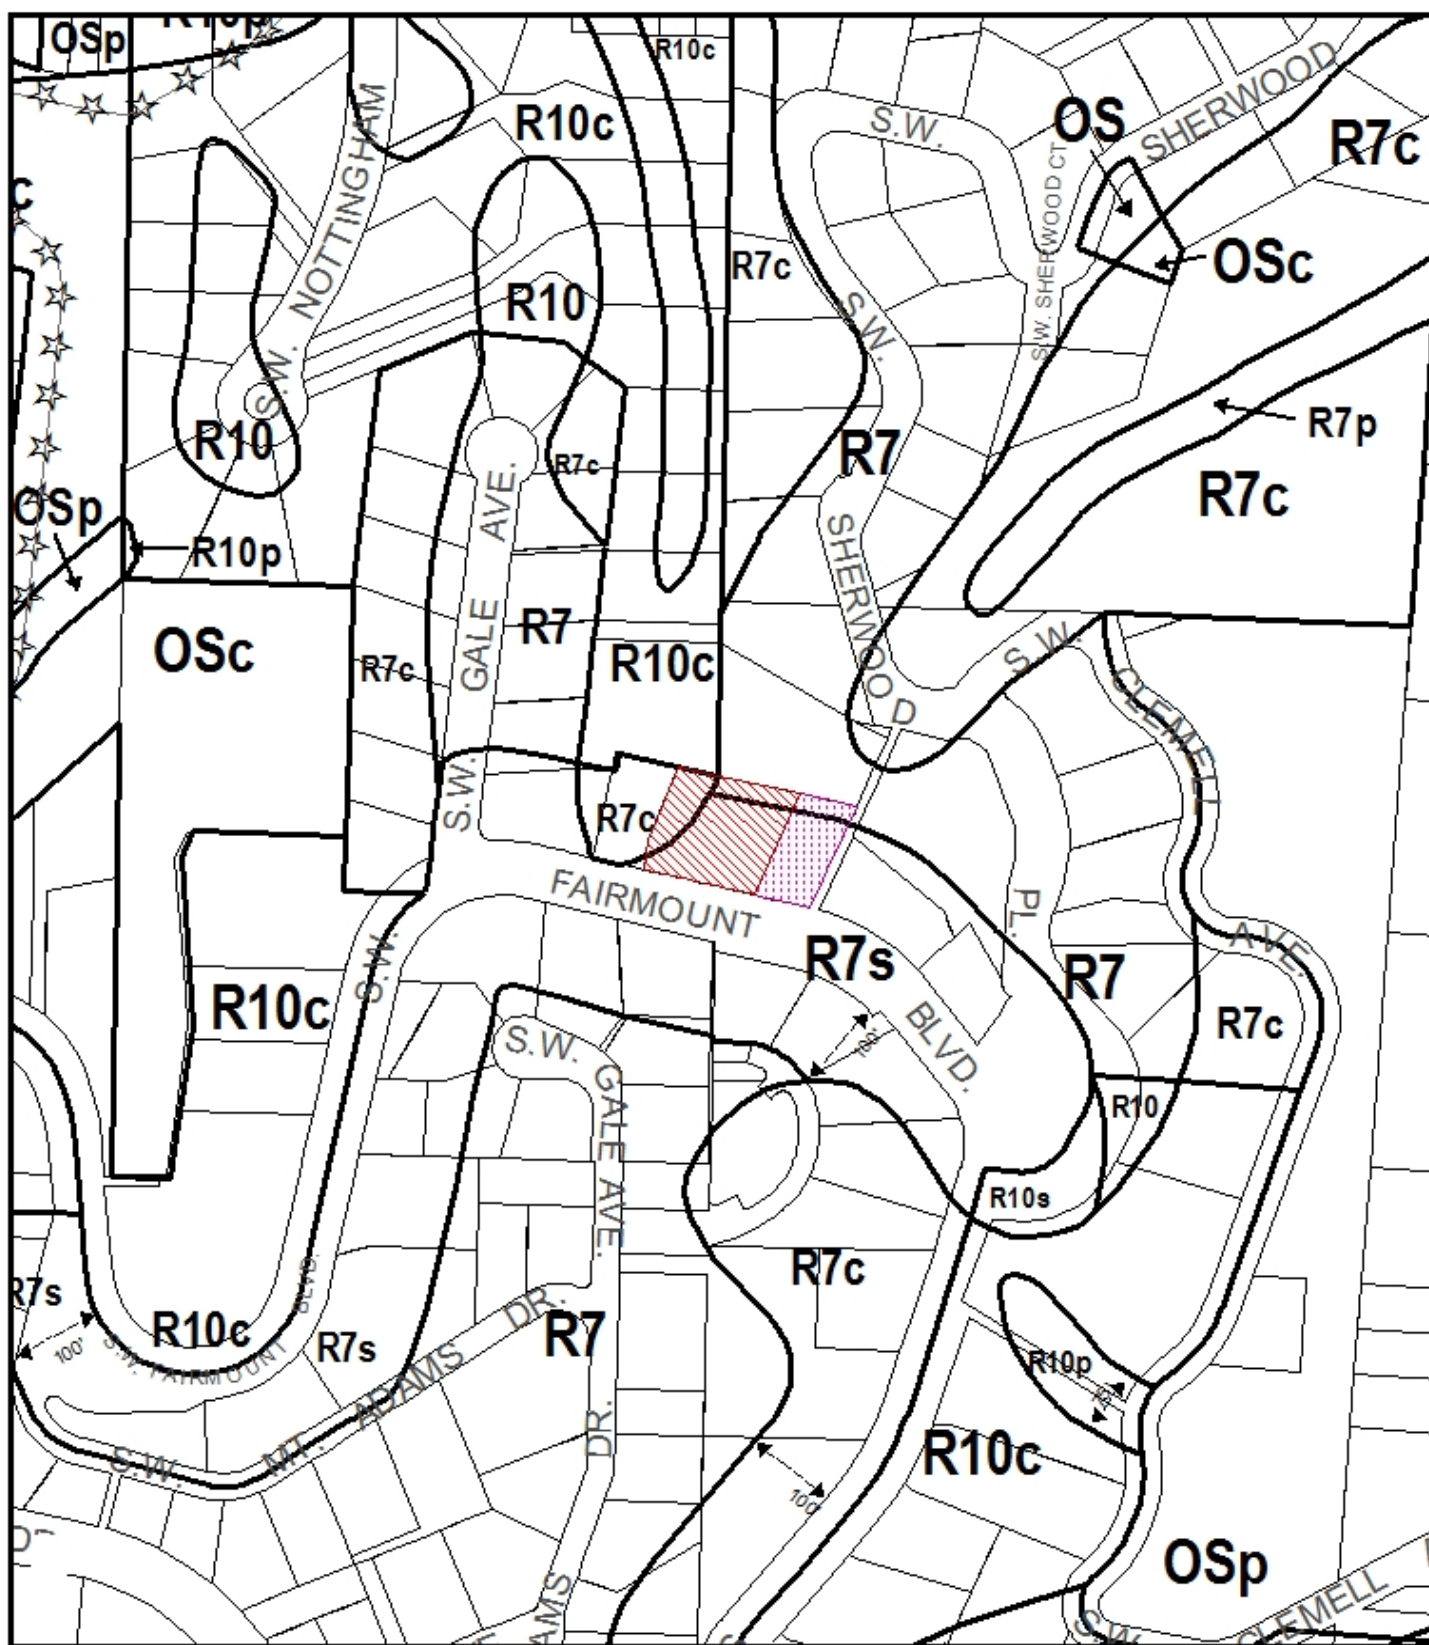 OSp
R10p
R10c
S.W.
OS
SHERWOOD
R7c
R10c
c
S.W. NOTTINGHAM
S.W. SHERWOOD CT
R7c
OSc
R10
S.W.
R7p
R10
R7
R7c
R7c
OSp
AVE.
R10p
SHERWOOD
GALE
R7
OSc
R7c
R10c
S.W.
CLEMELL
S.W.
R7c
FAIRMOUNT
PL.
R7s
AVE.
R7
S.W.
R10c
BLVD.
R7c
100'
S.W.
GALE AVE.
R10
R10s
R7s
R7c
BLVD.
DR.
R10c
R7
100'
S.W. FAIRMOUNT
R7s
R10p
ADAMS
DR.
MT.
S.W.
R10c
100'
OSp
CLEMELL
S.W.
AMS